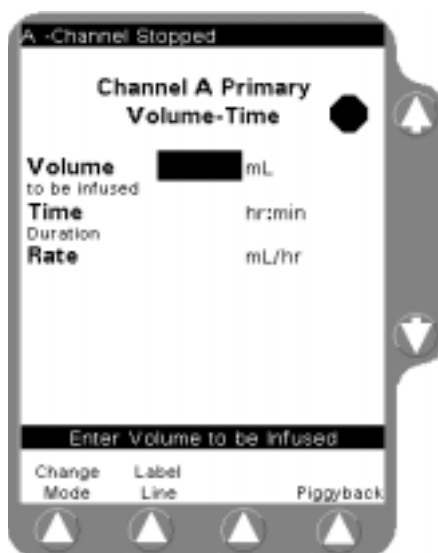 A -Channel Stopped
Channel A Primary
Volume-Time
Volume mL
to be infused
Time hr:min
Duration
Rate mL/hr
Enter Volume to be Infused
Change Label
Mode Line Piggyback